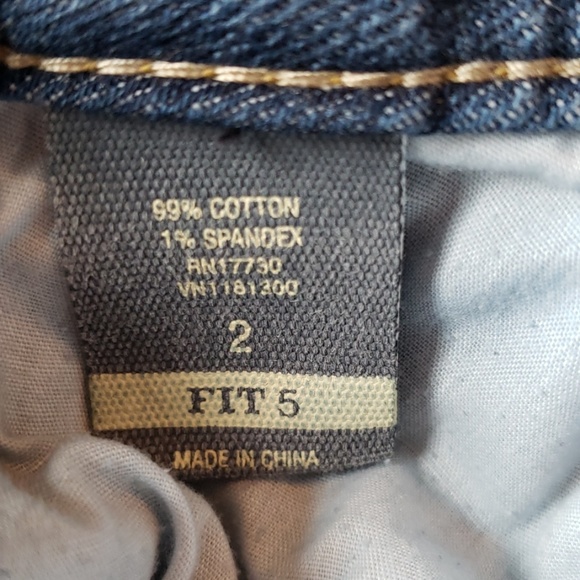 99% COTTON
1% SPANDEX
RN17730
VN1181300
2
FIT 5
MADE IN CHINA